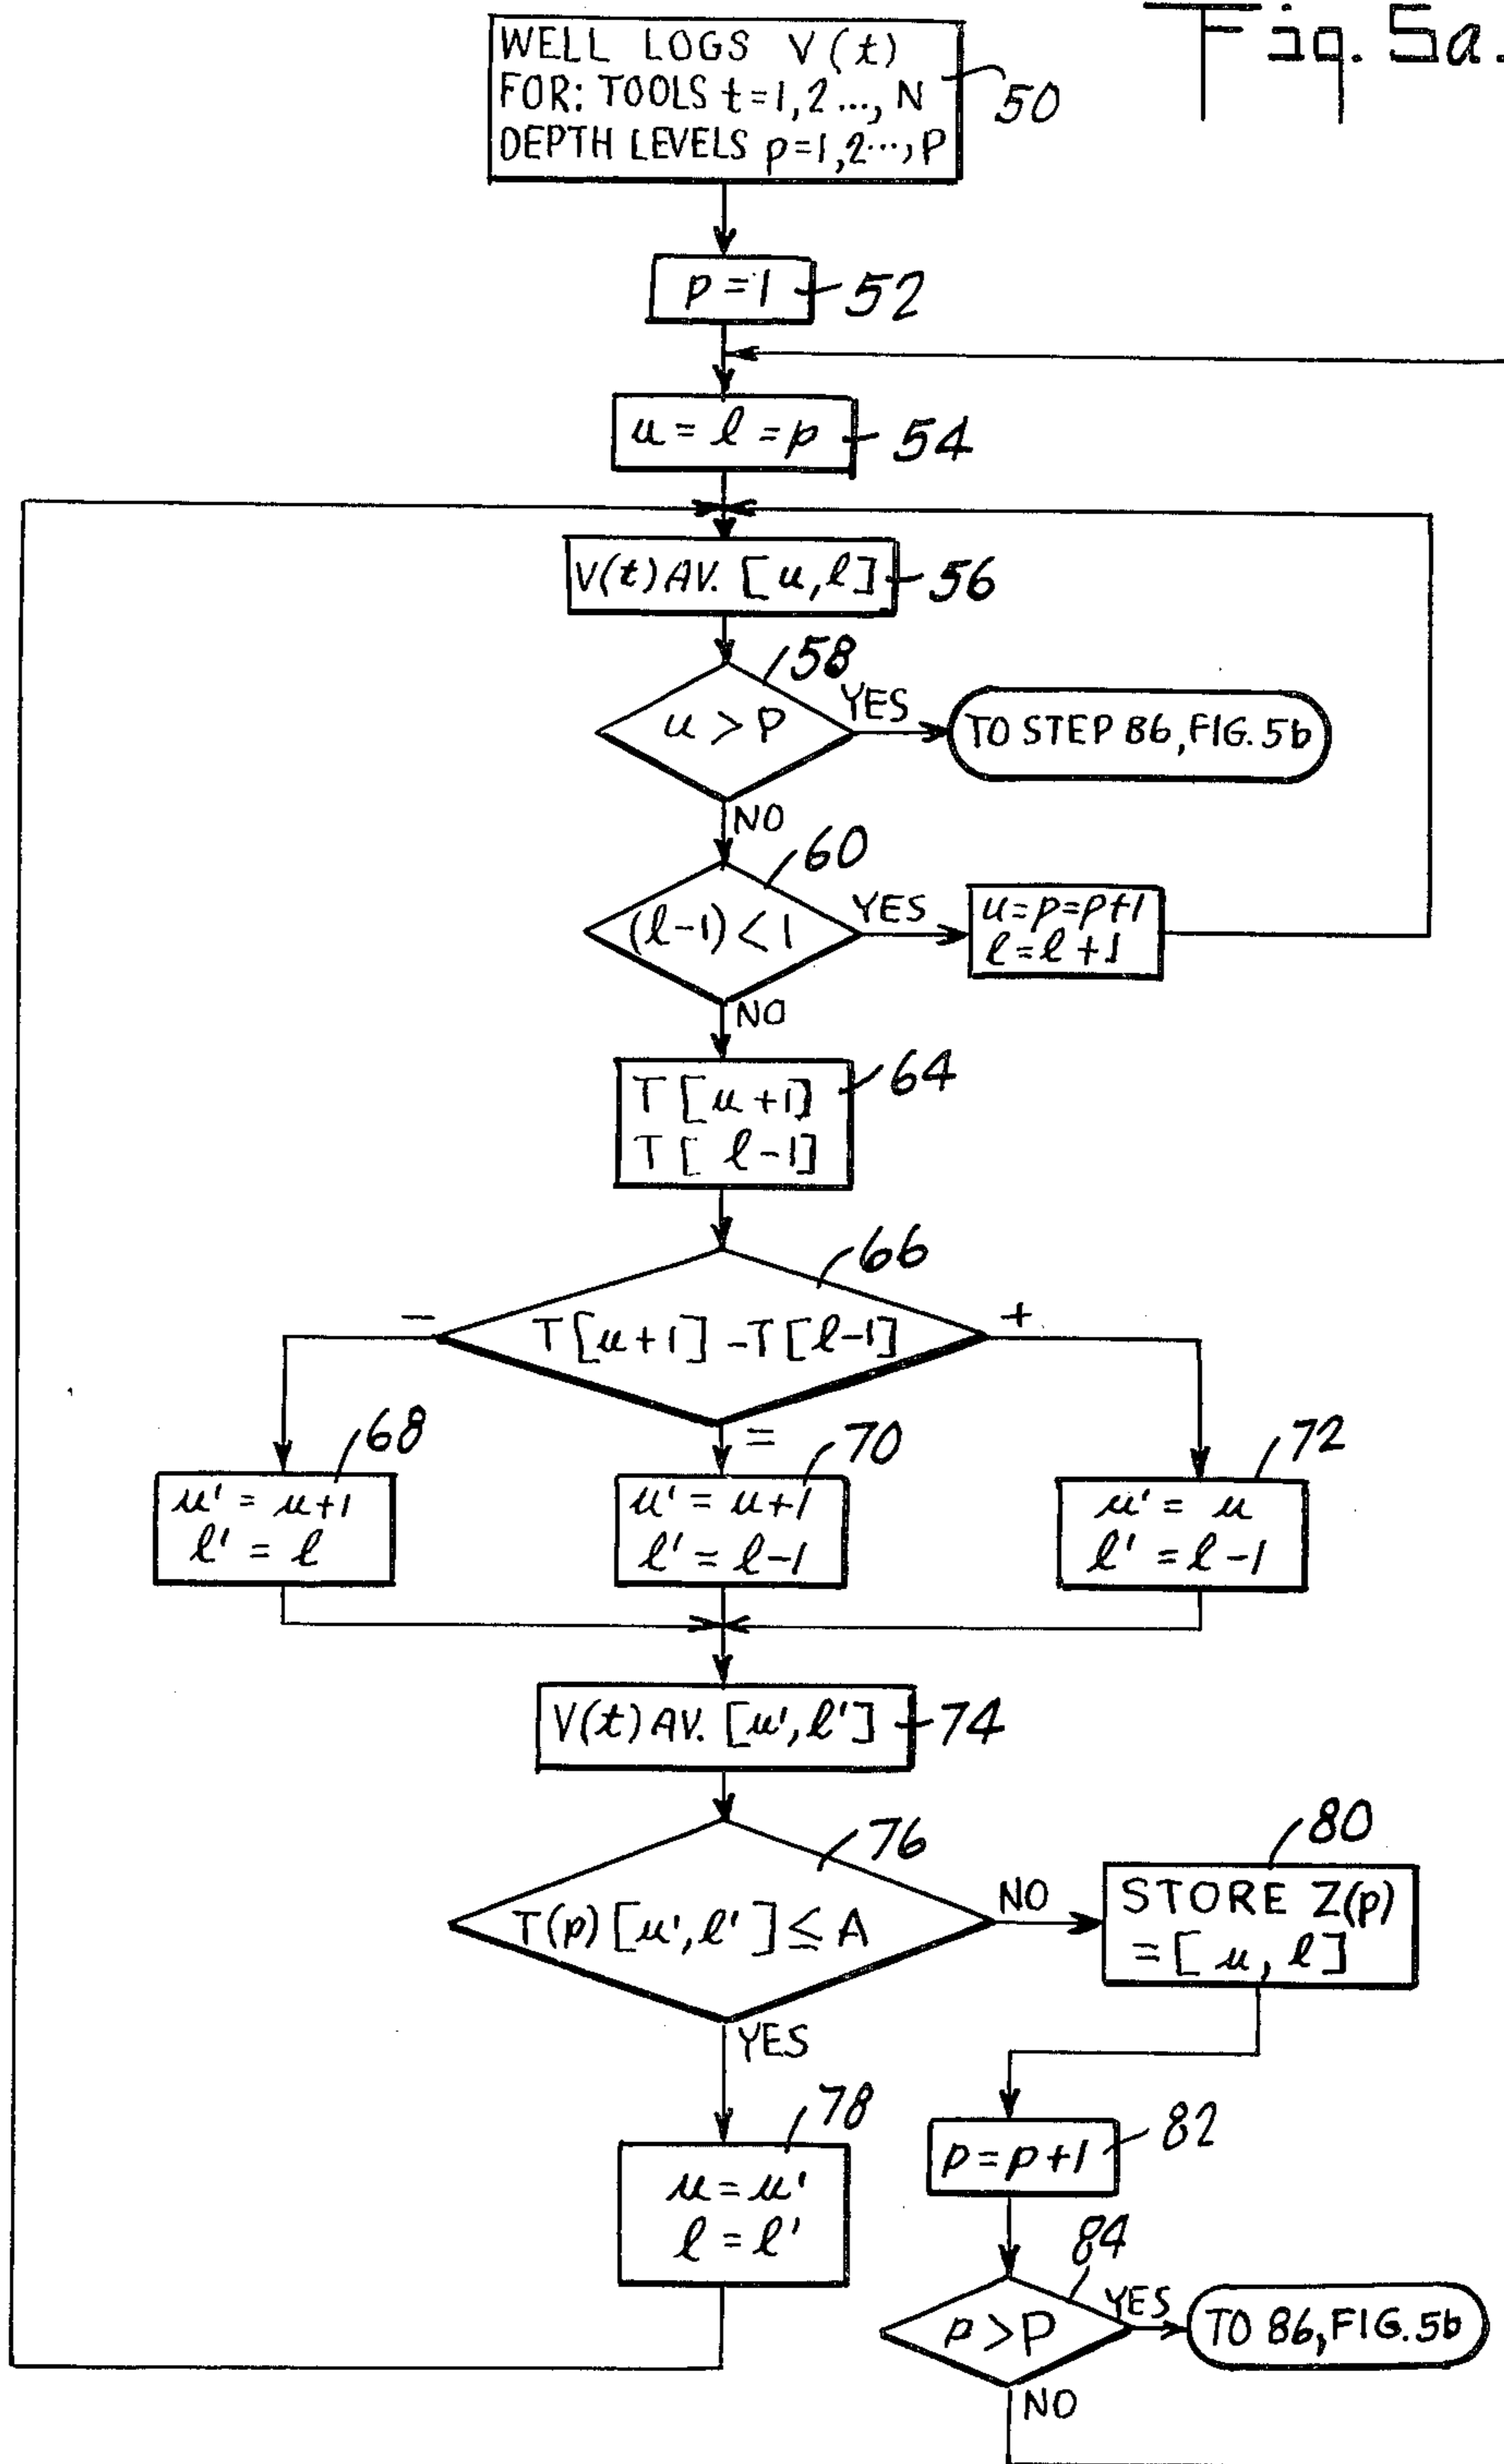 Fig. 5a.
WELL LOGS V(t)
FOR: TOOLS t=1,2...,N
DEPTH LEVELS p=1,2...,P
50
p=1
52
u=l=p
54
V(t)AV. [u,l]
56
58
u>P
YES
TO STEP 86, FIG. 5b
NO
60
(l-1)<1
YES
u=p=p+1
l=l+1
NO
64
T[u+1]
T[ l-1]
66
T[u+1]-T[l-1]
-
+
=
68
u'=u+1
l'=l
70
u'=u+1
l'=l-1
72
u'=u
l'=l-1
V(t)AV. [u',l']
74
76
T(p)[u',l']≤A
NO
80
STORE Z(p)
=[u,l]
YES
78
u=u'
l=l'
p=p+1
82
84
p>P
YES
TO 86, FIG. 5b
NO